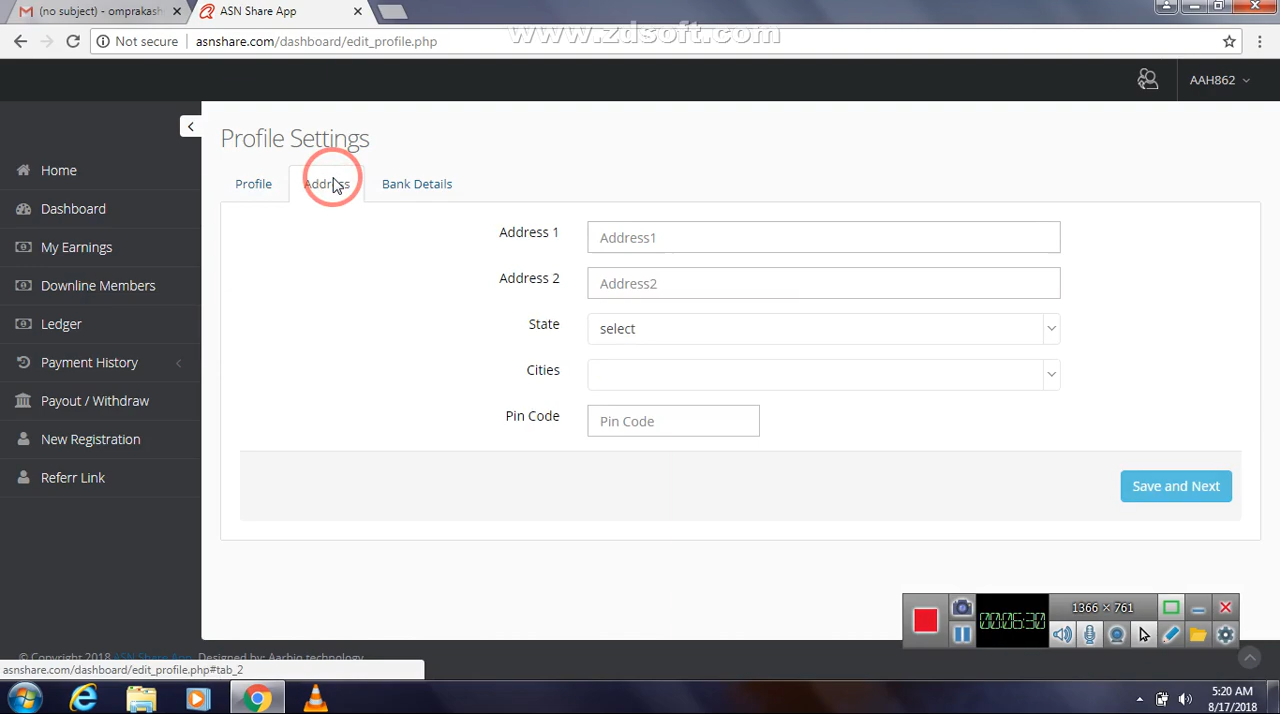 (no subject) - omprakash
ASN Share App
www.zdsoft.com
Not secure
asnshare.com/dashboard/edit_profile.php
AAH862
Profile Settings
Profile
Address
Bank Details
Home
Dashboard
My Earnings
Downline Members
Ledger
Payment History
Payout / Withdraw
New Registration
Referr Link
Address 1
Address1
Address 2
Address2
State
select
Cities
Pin Code
Pin Code
Save and Next
1366 × 761
00:06:30
© Copyright 2018 ASN Share App. Designed by: Aarbiq technology
asnshare.com/dashboard/edit_profile.php#tab_2
5:20 AM
8/17/2018